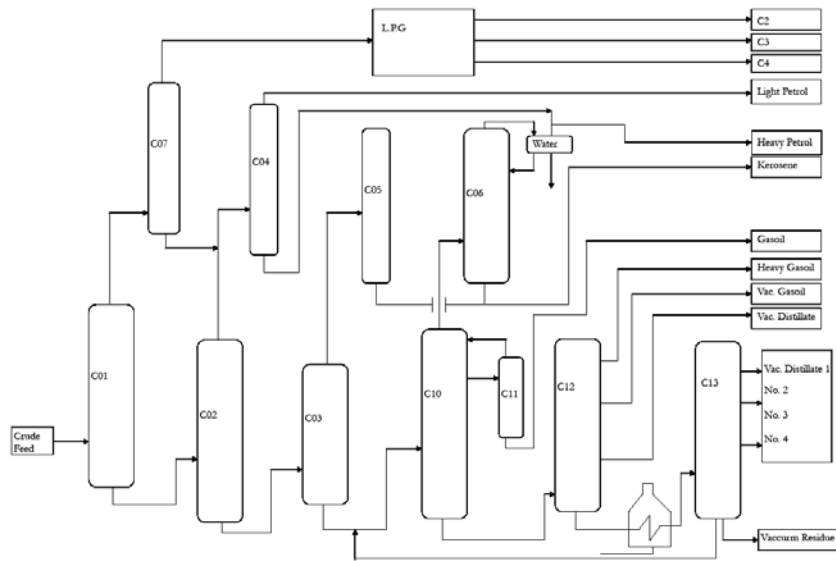 L.P.G
C2
C3
C4
Light Petrol
C07
C04
C05
C06
Water
Heavy Petrol
Kerosene
Gasoil
Heavy Gasoil
Vac. Gasoil
Vac. Distillate
C01
C02
C03
C10
C11
C12
C13
Vac. Distillate 1
No. 2
No. 3
No. 4
Crude
Feed
Vaccurm Residue